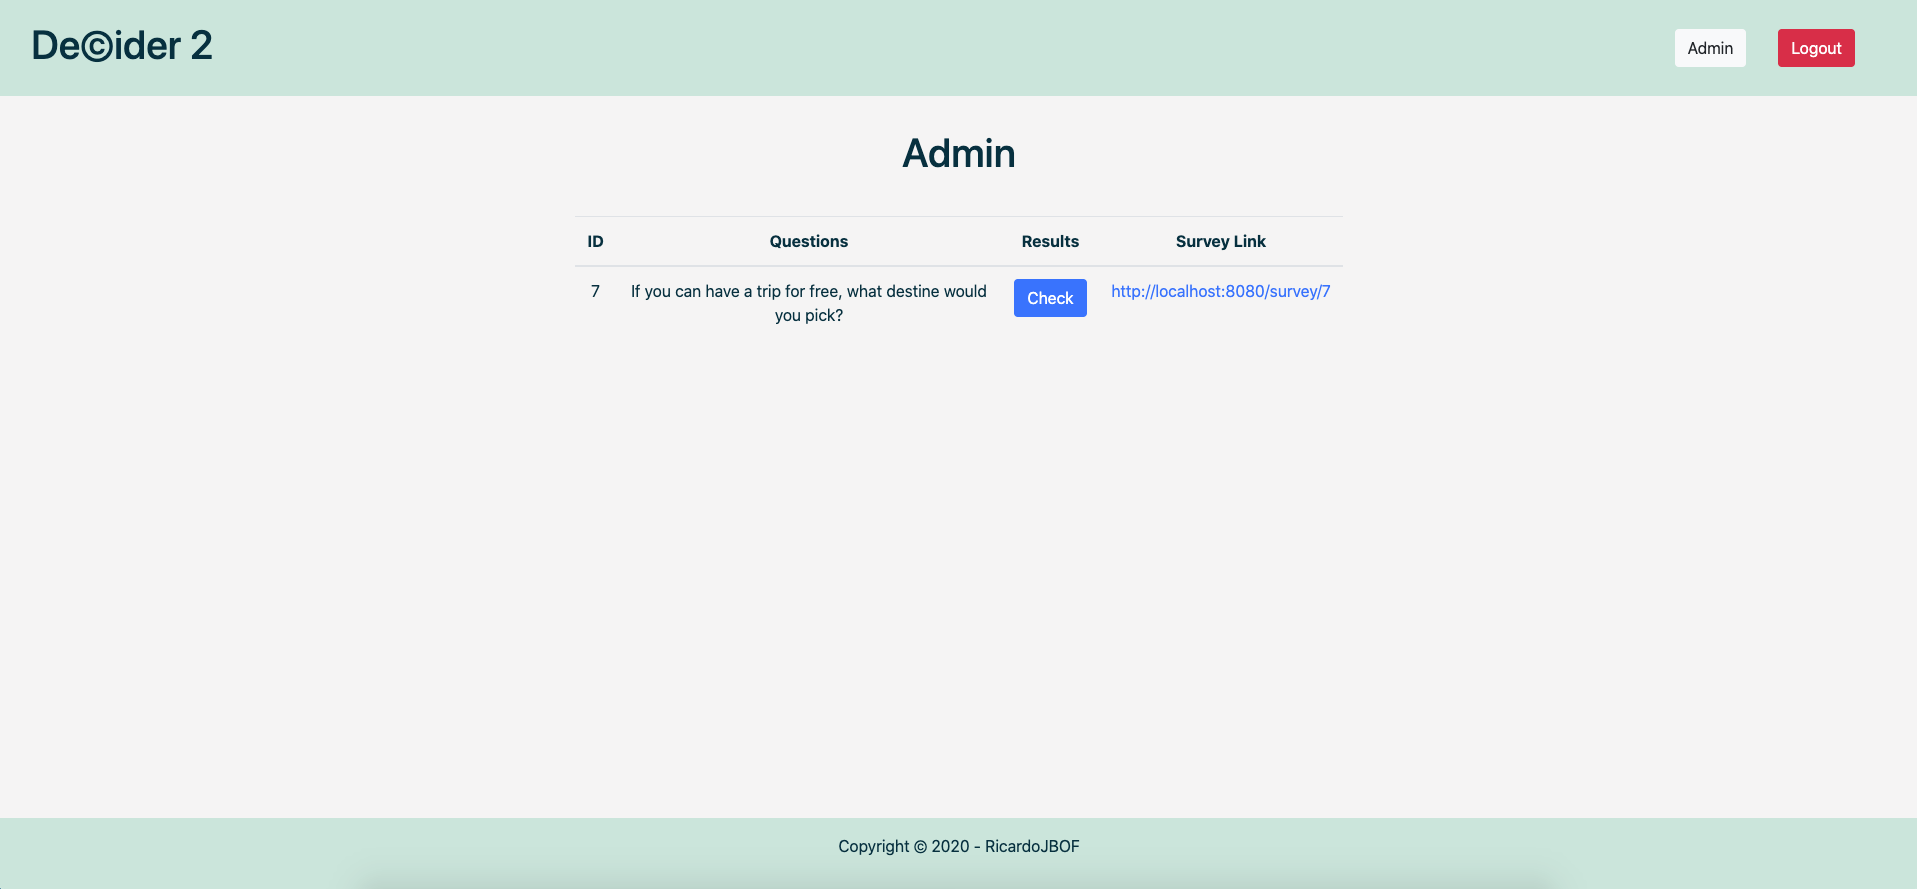 De©ider 2
Admin
Logout
Admin
ID Questions Results Survey Link
7 If you can have a trip for free, what destine would Check http://localhost:8080/survey/7
you pick?
Copyright © 2020 - RicardoJBOF